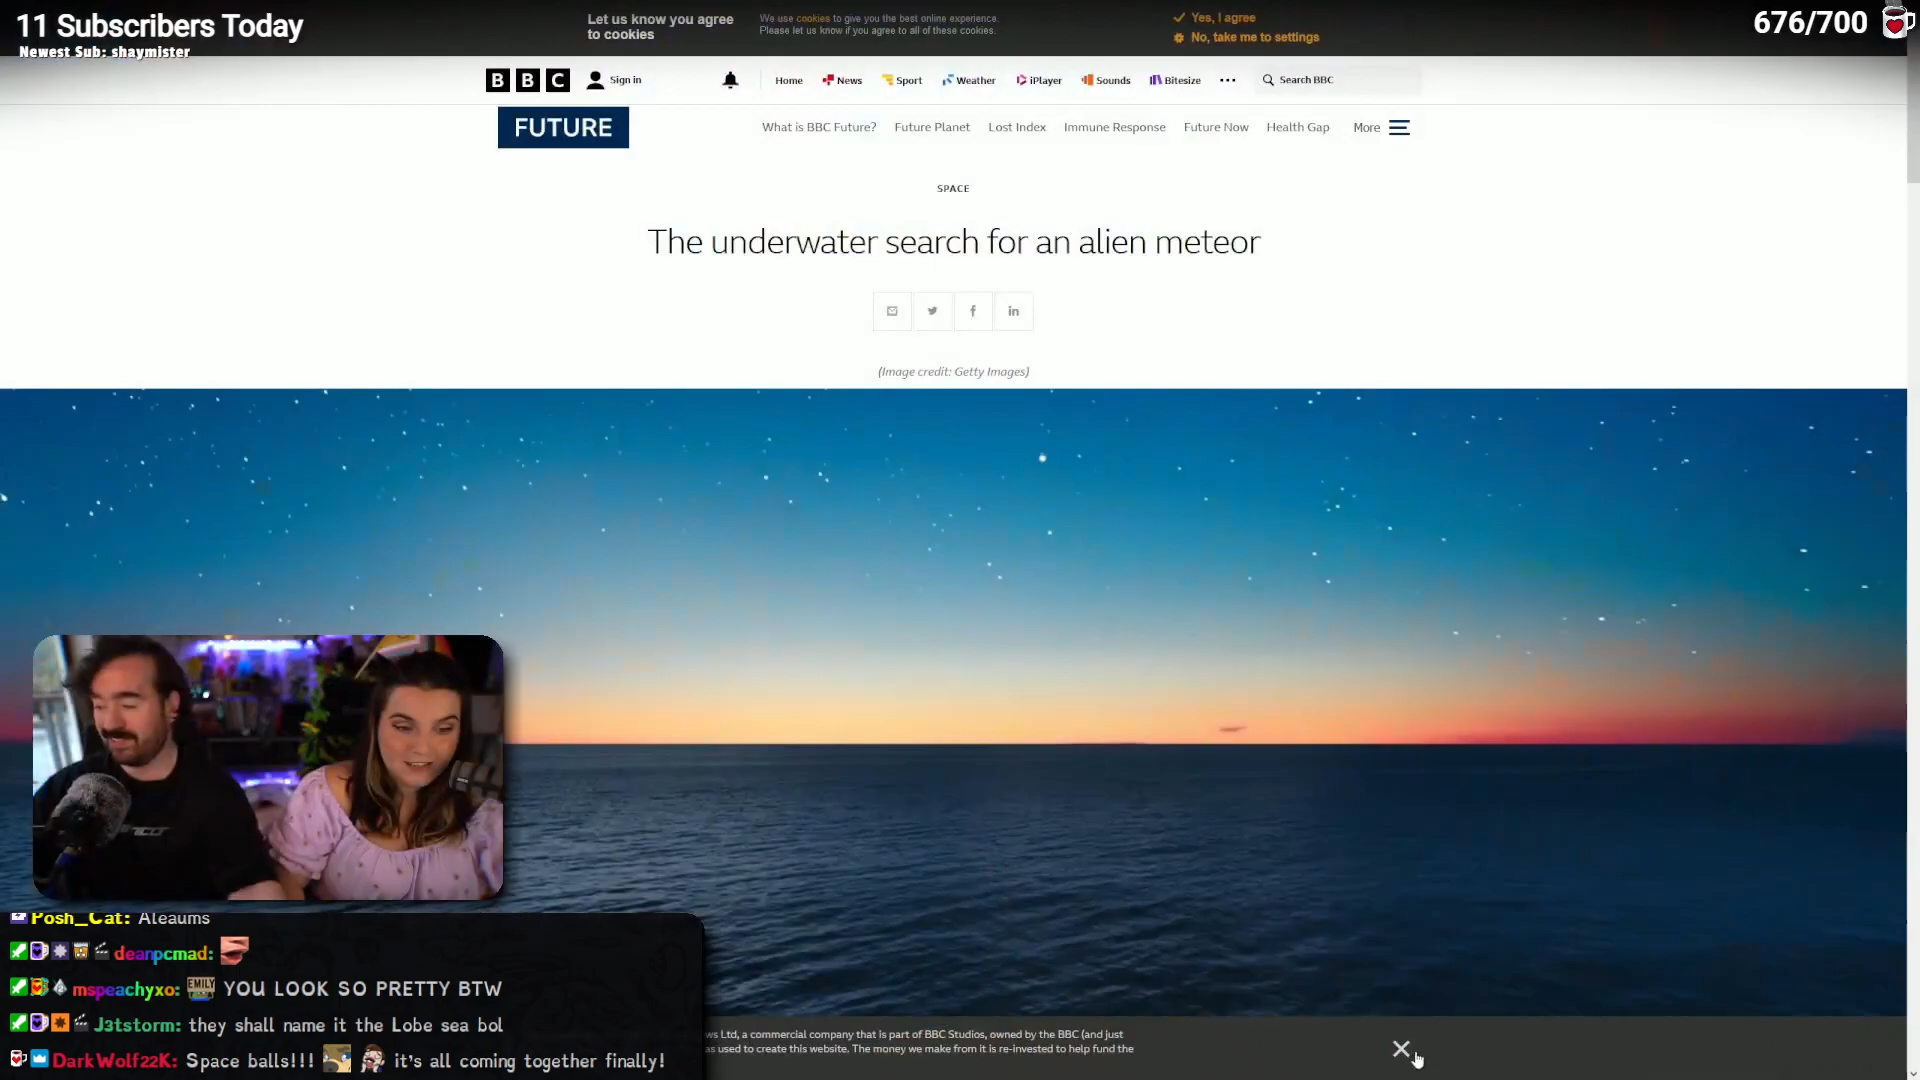 11 Subscribers Today
Newest Sub: shaymister
Let us know you agree
to cookies
We use cookies to give you the best online experience.
Please let us know if you agree to all of these cookies.
Yes, I agree
No, take me to settings
676/700
BBC
Sign in
Home
News
Sport
Weather
iPlayer
Sounds
Bitesize
Search BBC
FUTURE
What is BBC Future?
Future Planet
Lost Index
Immune Response
Future Now
Health Gap
More
SPACE
The underwater search for an alien meteor
(Image credit: Getty Images)
Posh_Cat: Aleaums
deanpcmad:
mspeachyxo: EMILY YOU LOOK SO PRETTY BTW
J3tstorm: they shall name it the Lobe sea bol
DarkWolf22K: Space balls!!! it's all coming together finally!
ws Ltd, a commercial company that is part of BBC Studios, owned by the BBC (and just
as used to create this website. The money we make from it is re-invested to help fund the